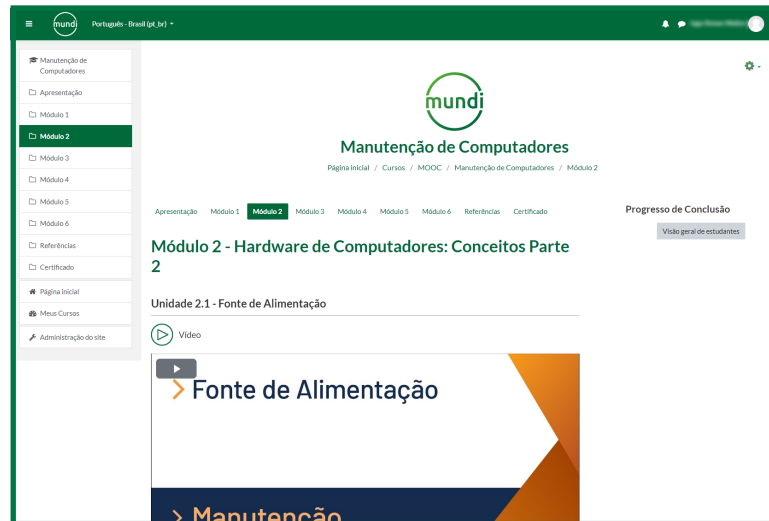 mundi
Português - Brasil (pt_br)
Manutenção de
Computadores
Apresentação
Módulo 1
Módulo 2
Módulo 3
Módulo 4
Módulo 5
Módulo 6
Referências
Certificado
Página inicial
Meus Cursos
Administração do site
mundi
Manutenção de Computadores
Página inicial / Cursos / MOOC / Manutenção de Computadores / Módulo 2
Apresentação Módulo 1 Módulo 2 Módulo 3 Módulo 4 Módulo 5 Módulo 6 Referências Certificado
Módulo 2 - Hardware de Computadores: Conceitos Parte
2
Unidade 2.1 - Fonte de Alimentação
Vídeo
> Fonte de Alimentação
> Manutenção
Progresso de Conclusão
Visão geral de estudantes